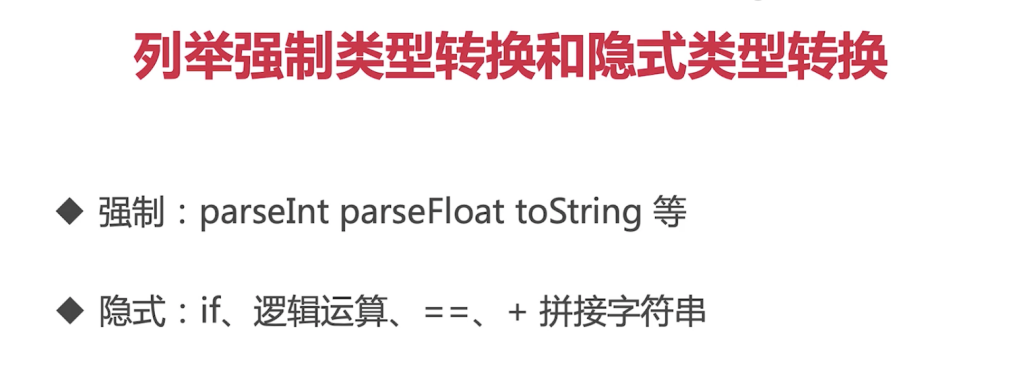 列举强制类型转换和隐式类型转换
◆ 强制：parseInt parseFloat toString 等
◆ 隐式：if、逻辑运算、==、+ 拼接字符串